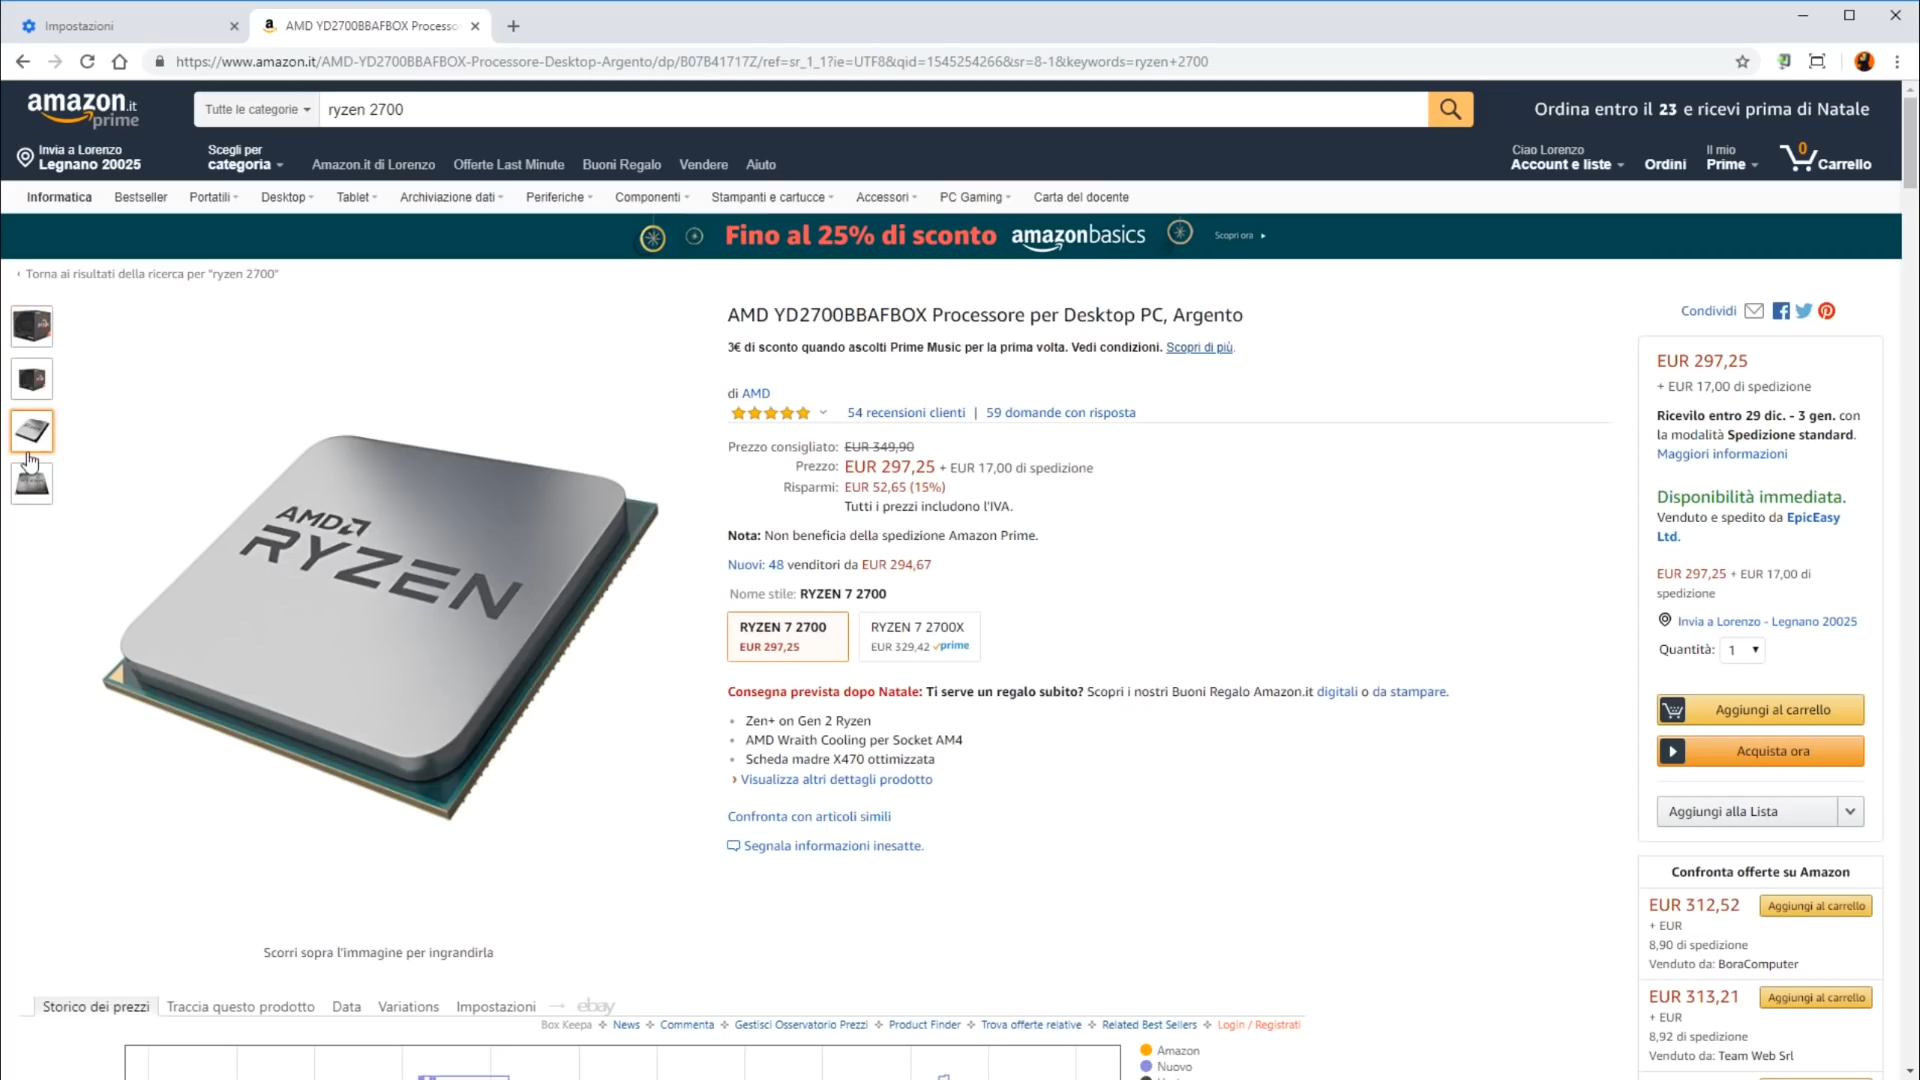 Impostazioni
AMD YD2700BBAFBOX Processo
https://www.amazon.it/AMD-YD2700BBAFBOX-Processore-Desktop-Argento/dp/B07B41717Z/ref=sr_1_1?ie=UTF8&qid=1545254266&sr=8-1&keywords=ryzen+2700
amazon.it
prime
Tutte le categorie
ryzen 2700
Ordina entro il 23 e ricevi prima di Natale
Invia a Lorenzo
Legnano 20025
Scegli per
categoria
Amazon.it di Lorenzo
Offerte Last Minute
Buoni Regalo
Vendere
Aiuto
Ciao Lorenzo
Account e liste
Ordini
Il mio
Prime
0
Carrello
Informatica
Bestseller
Portatili
Desktop
Tablet
Archiviazione dati
Periferiche
Componenti
Stampanti e cartucce
Accessori
PC Gaming
Carta del docente
Fino al 25% di sconto amazonbasics
Scopri ora
‹ Torna ai risultati della ricerca per "ryzen 2700"
AMD
RYZEN
Scorri sopra l'immagine per ingrandirla
AMD YD2700BBAFBOX Processore per Desktop PC, Argento
3€ di sconto quando ascolti Prime Music per la prima volta. Vedi condizioni. Scopri di più.
di AMD
54 recensioni clienti | 59 domande con risposta
Prezzo consigliato: EUR 349,90
Prezzo: EUR 297,25 + EUR 17,00 di spedizione
Risparmi: EUR 52,65 (15%)
Tutti i prezzi includono l'IVA.
Nota: Non beneficia della spedizione Amazon Prime.
Nuovi: 48 venditori da EUR 294,67
Nome stile: RYZEN 7 2700
RYZEN 7 2700
EUR 297,25
RYZEN 7 2700X
EUR 329,42 prime
Consegna prevista dopo Natale: Ti serve un regalo subito? Scopri i nostri Buoni Regalo Amazon.it digitali o da stampare.
• Zen+ on Gen 2 Ryzen
• AMD Wraith Cooling per Socket AM4
• Scheda madre X470 ottimizzata
› Visualizza altri dettagli prodotto
Confronta con articoli simili
Segnala informazioni inesatte.
Condividi
EUR 297,25
+ EUR 17,00 di spedizione
Ricevilo entro 29 dic. - 3 gen. con
la modalità Spedizione standard.
Maggiori informazioni
Disponibilità immediata.
Venduto e spedito da EpicEasy
Ltd.
EUR 297,25 + EUR 17,00 di
spedizione
Invia a Lorenzo - Legnano 20025
Quantità: 1
Aggiungi al carrello
Acquista ora
Aggiungi alla Lista
Confronta offerte su Amazon
EUR 312,52
Aggiungi al carrello
+ EUR
8,90 di spedizione
Venduto da: BoraComputer
EUR 313,21
Aggiungi al carrello
+ EUR
8,92 di spedizione
Venduto da: Team Web Srl
Storico dei prezzi
Traccia questo prodotto
Data
Variations
Impostazioni
ebay
Box Keepa
News
Commenta
Gestisci Osservatorio Prezzi
Product Finder
Trova offerte relative
Related Best Sellers
Login / Registrati
Amazon
Nuovo